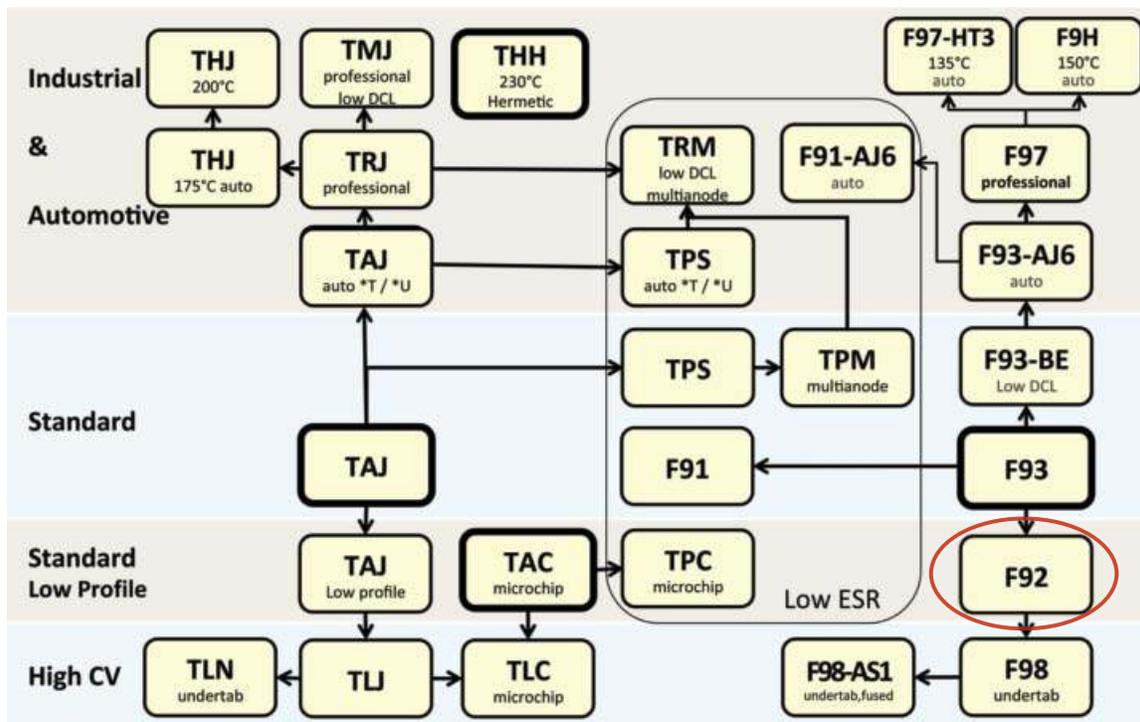 Industrial
&
Automotive
THJ
200°C
TMJ
professional
low DCL
THH
230°C
Hermetic
F97-HT3
135°C
auto
F9H
150°C
auto
THJ
175°C auto
TRJ
professional
TRM
low DCL
multianode
F91-AJ6
auto
F97
professional
TAJ
auto *T / *U
TPS
auto *T / *U
F93-AJ6
auto
Standard
TPS
TPM
multianode
F93-BE
Low DCL
TAJ
F91
F93
Standard
Low Profile
TAJ
Low profile
TAC
microchip
TPC
microchip
Low ESR
F92
High CV
TLN
undertab
TLJ
TLC
microchip
F98-AS1
undertab,fused
F98
undertab